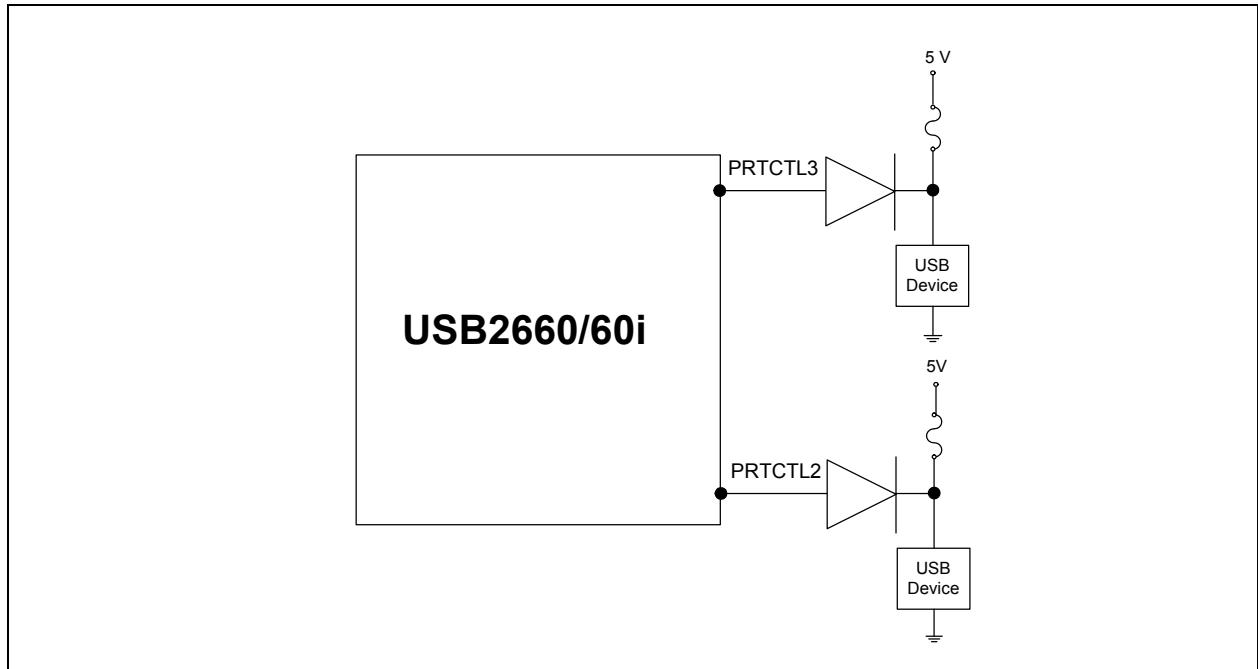 5 V
PRTCTL3
USB
Device
USB2660/60i
5V
PRTCTL2
USB
Device